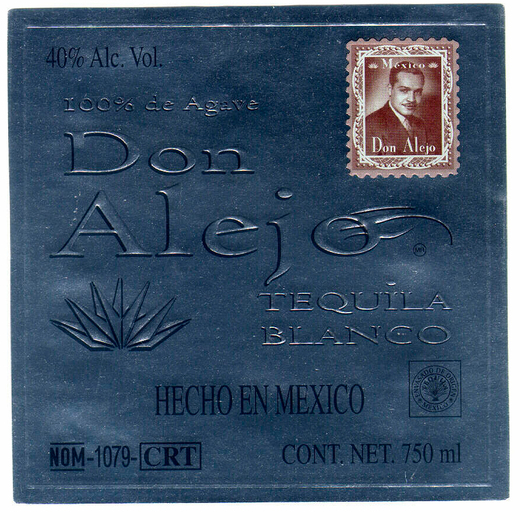 40% Alc. Vol.
México
100% de Agave
Don Alejo
Don
Alejo
TEQUILA
BLANCO
HECHO EN MEXICO
NOM-1079-CRT
CONT. NET. 750 ml